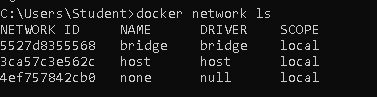 C:\Users\Student>docker network ls
NETWORK ID     NAME      DRIVER    SCOPE
5527d8355568   bridge    bridge    local
3ca57c3e562c   host      host      local
4ef757842cb0   none      null      local